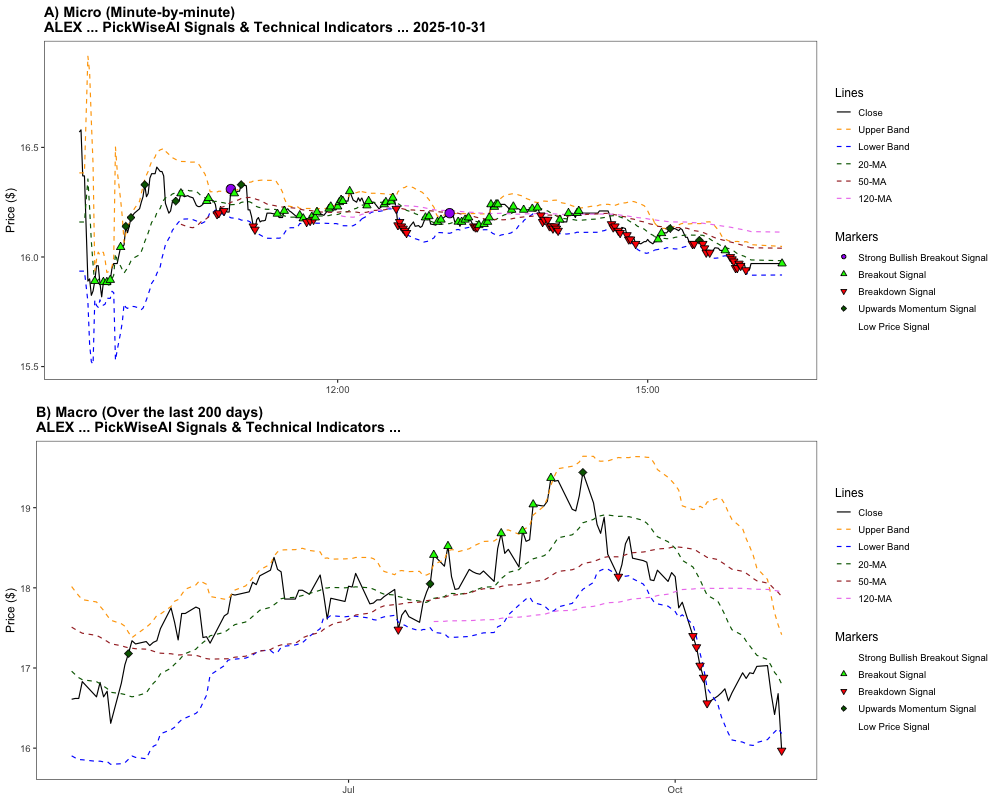 A) Micro (Minute-by-minute)
ALEX ... PickWiseAI Signals & Technical Indicators ... 2025-10-31
Price ($)
16.5
16.0
15.5
12:00
15:00
Lines
Close
Upper Band
Lower Band
20-MA
50-MA
120-MA
Markers
Strong Bullish Breakout Signal
Breakout Signal
Breakdown Signal
Upwards Momentum Signal
Low Price Signal
B) Macro (Over the last 200 days)
ALEX ... PickWiseAI Signals & Technical Indicators ...
Price ($)
19
18
17
16
Jul
Oct
Lines
Close
Upper Band
Lower Band
20-MA
50-MA
120-MA
Markers
Strong Bullish Breakout Signal
Breakout Signal
Breakdown Signal
Upwards Momentum Signal
Low Price Signal